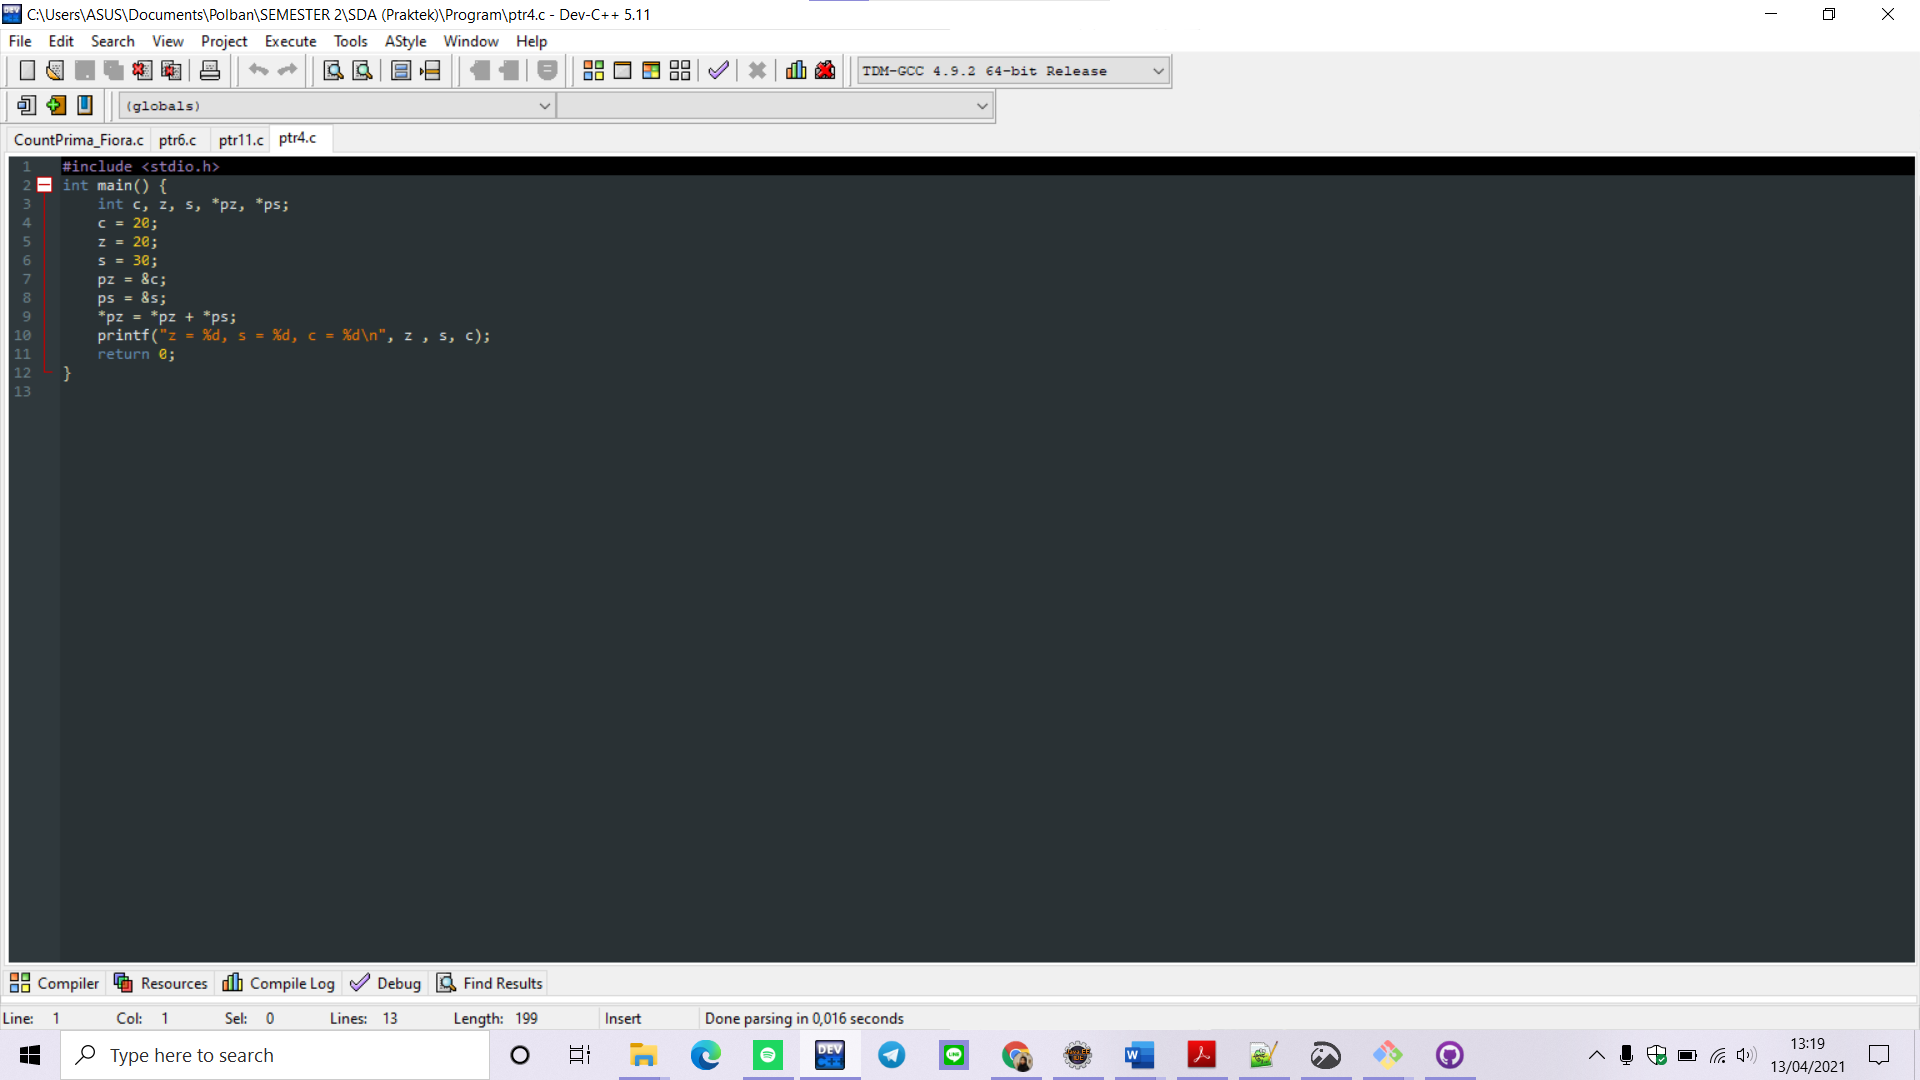 C:\Users\ASUS\Documents\Polban\SEMESTER 2\SDA (Praktek)\Program\ptr4.c - Dev-C++ 5.11
File Edit Search View Project Execute Tools AStyle Window Help
TDM-GCC 4.9.2 64-bit Release
(globals)
CountPrima_Fiora.c ptr6.c ptr11.c ptr4.c
1 #include <stdio.h>
2 int main() {
3 int c, z, s, *pz, *ps;
4 c = 20;
5 z = 20;
6 s = 30;
7 pz = &c;
8 ps = &s;
9 *pz = *pz + *ps;
10 printf("z = %d, s = %d, c = %d\n", z , s, c);
11 return 0;
12 }
13
Compiler Resources Compile Log Debug Find Results
Line: 1 Col: 1 Sel: 0 Lines: 13 Length: 199 Insert Done parsing in 0,016 seconds
Type here to search
DEV
13:19
13/04/2021